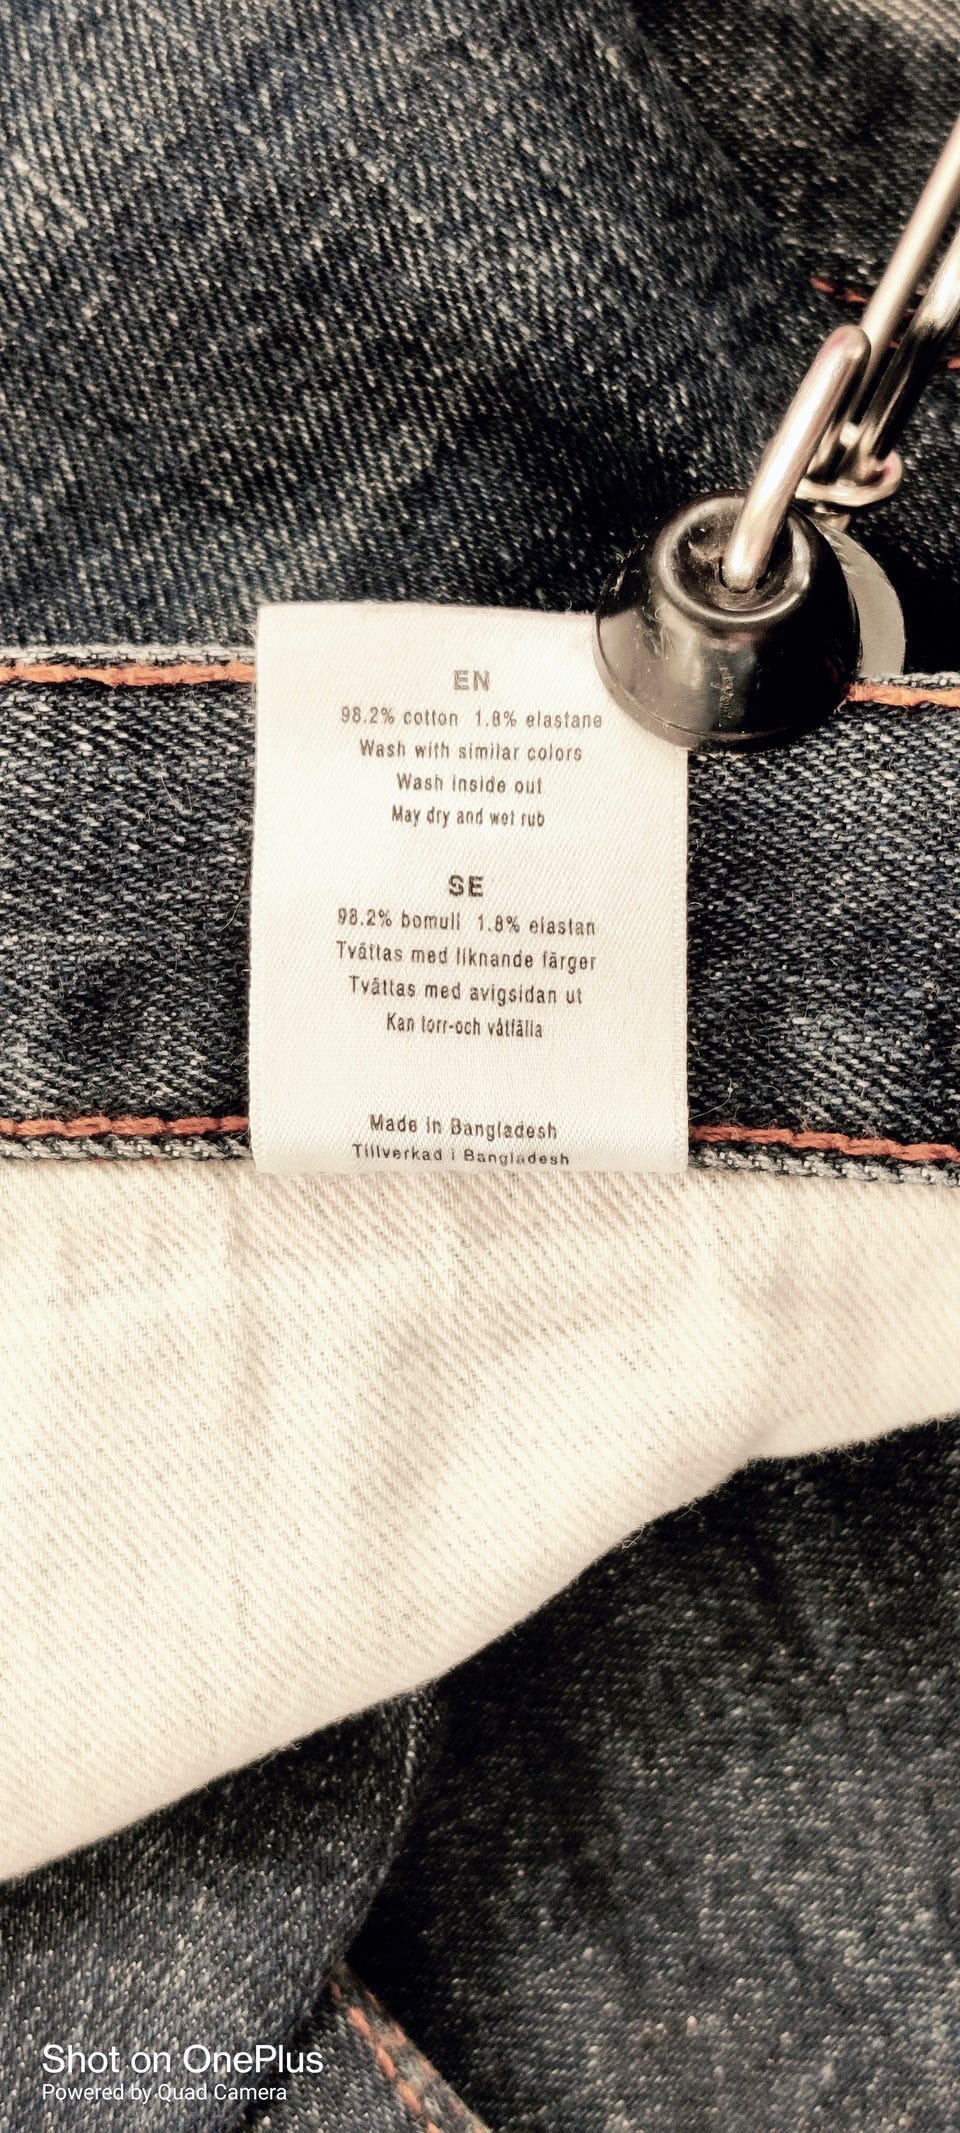 EN
98.2% cotton 1.8% elastane
Wash with similar colors
Wash inside out
May dry and wet rub
SE
98.2% bomull 1.8% elastan
Tvättas med liknande färger
Tvättas med avigsidan ut
Kan torr-och våtfälla
Made in Bangladesh
Tillverkad i Bangladesh
Shot on OnePlus
Powered by Quad Camera